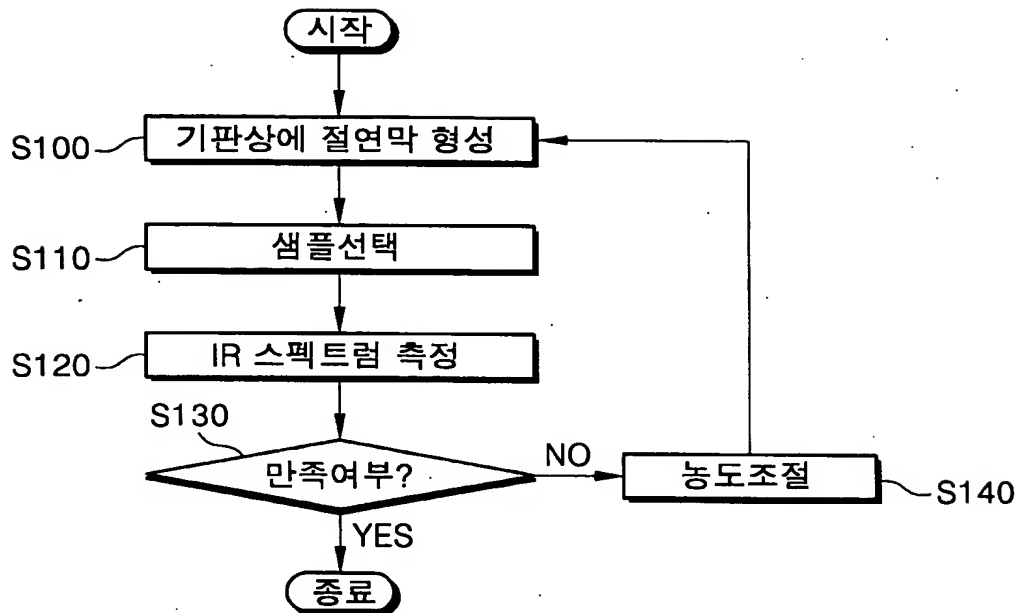 시작
S100 기판상에 절연막 형성
S110 샘플선택
S120 IR 스펙트럼 측정
S130
만족여부?
NO
농도조절
S140
YES
종료